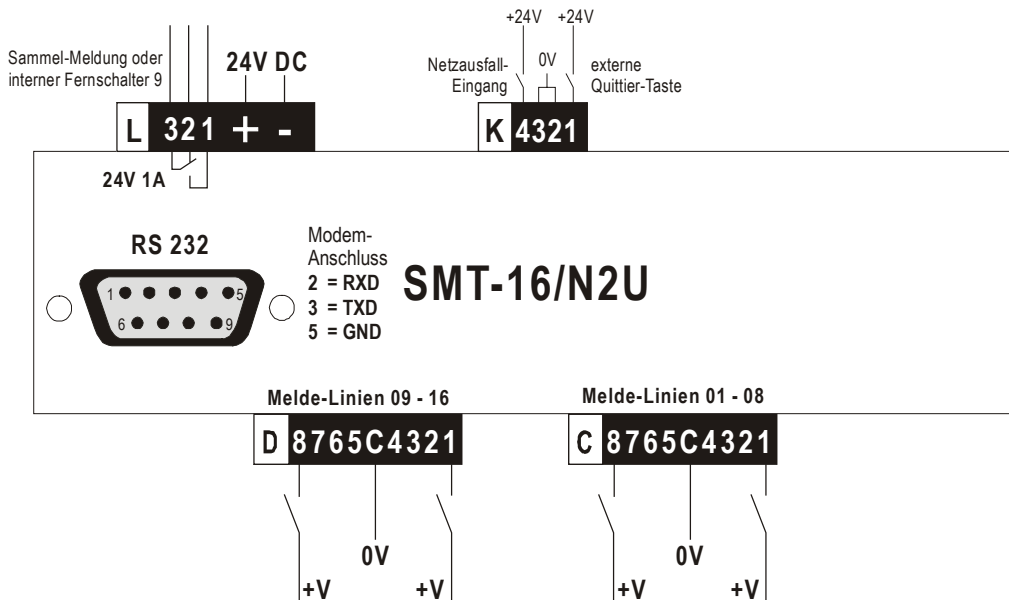 +24V +24V
Sammel-Meldung oder
interner Fernschalter 9
24V DC
Netzausfall-
Eingang
0V
externe
Quittier-Taste
L 321 + -
K 4321
24V 1A
RS 232
1 5
6 9
Modem-
Anschluss
2 = RXD
3 = TXD
5 = GND
SMT-16/N2U
Melde-Linien 09 - 16
Melde-Linien 01 - 08
D 8765C4321
C 8765C4321
0V
0V
+V +V
+V +V